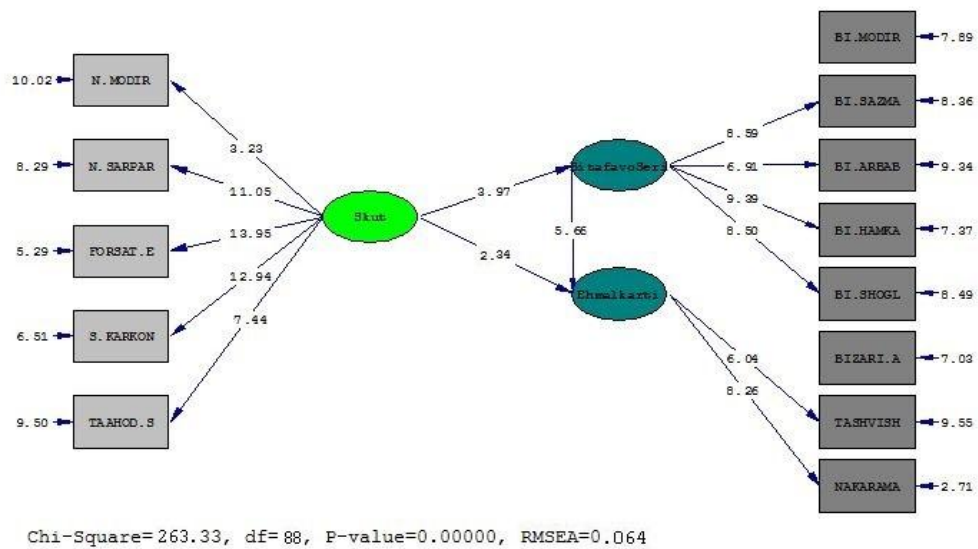 10.02 N.MODIR
8.29 N.SARPAR
5.29 FORSAT.E
6.51 S.KARKON
9.50 TAAHOD.S
3.23
11.05
13.95
12.94
7.44
Skut
3.97
2.34
BitafavoSeri
5.66
Ehmalkarti
8.59
6.91
9.39
8.50
6.04
8.26
BI.MODIR 7.89
BI.SAZMA 8.36
BI.ARBAB 9.34
BI.HAMKA 7.37
BI.SHOGL 8.49
BIZARI.A 7.03
TASHVISH 9.55
NAKARAMA 2.71
Chi-Square=263.33, df=88, P-value=0.00000, RMSEA=0.064